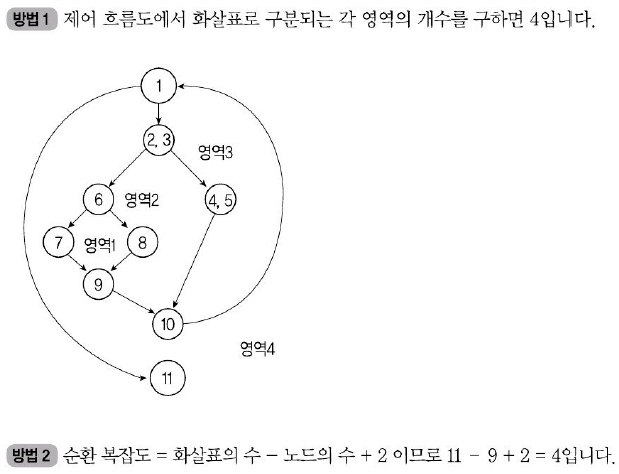 방법 1 제어 흐름도에서 화살표로 구분되는 각 영역의 개수를 구하면 4입니다.
1
2, 3
영역3
6
영역2
4, 5
7
영역1
8
9
10
영역4
11
방법 2 순환 복잡도 = 화살표의 수 − 노드의 수 + 2 이므로 11 − 9 + 2 = 4입니다.